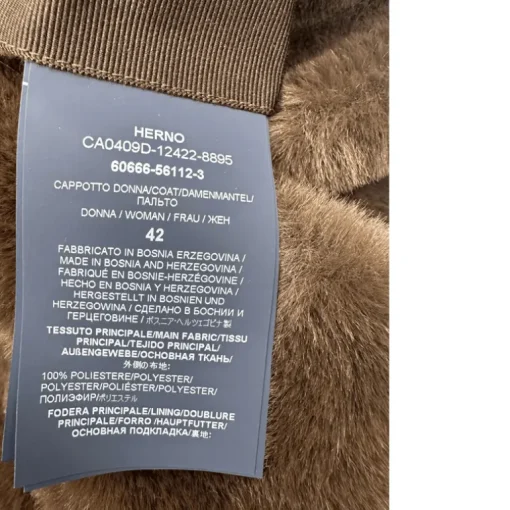 HERNO
CA0409D-12422-8895
60666-56112-3
CAPPOTTO DONNA/COAT/DAMENMANTEL/
ПАЛЬТО
DONNA / WOMAN / FRAU / ЖЕН
42
FABBRICATO IN BOSNIA ERZEGOVINA /
MADE IN BOSNIA AND HERZEGOVINA /
FABRIQUÉ EN BOSNIE-HERZÉGOVINE /
HECHO EN BOSNIA Y HERZEGOVINA /
HERGESTELLT IN BOSNIEN UND
HERZEGOWINA / СДЕЛАНО В БОСНИИ И
ГЕРЦЕГОВИНЕ / ボスニア·ヘルツェゴビナ製
TESSUTO PRINCIPALE/MAIN FABRIC/TISSU
PRINCIPAL/TEJIDO PRINCIPAL/
AUßENGEWEBE/ОСНОВНАЯ ТКАНЬ/
外側の布地:
100% POLIESTERE/POLYESTER/
POLYESTER/POLIÉSTER/POLYESTER/
ПОЛИЭФИР/ポリエステル
FODERA PRINCIPALE/LINING/DOUBLURE
PRINCIPALE/FORRO /HAUPTFUTTER/
ОСНОВНАЯ ПОДКЛАДКА/裏地: